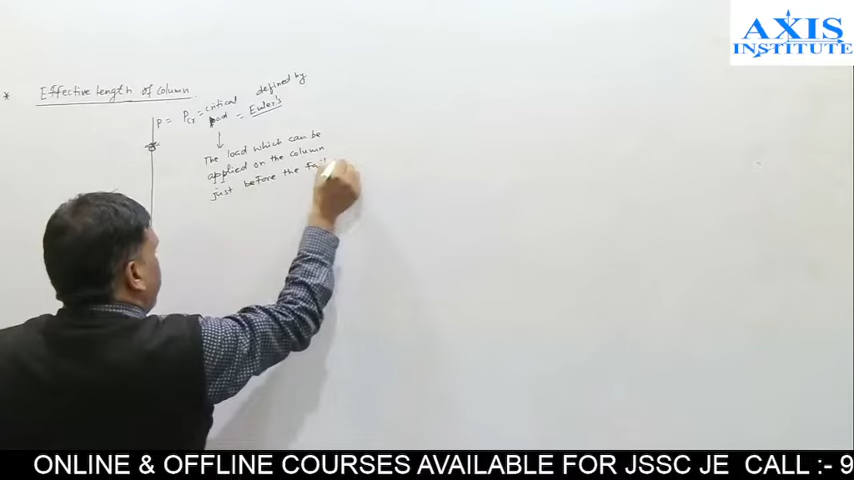 AXIS
INSTITUTE
* Effective length of column
P = Pcr = critical load = defined by Euler's
The load which can be
applied on the column
just before the fai
ONLINE & OFFLINE COURSES AVAILABLE FOR JSSC JE CALL :- 9